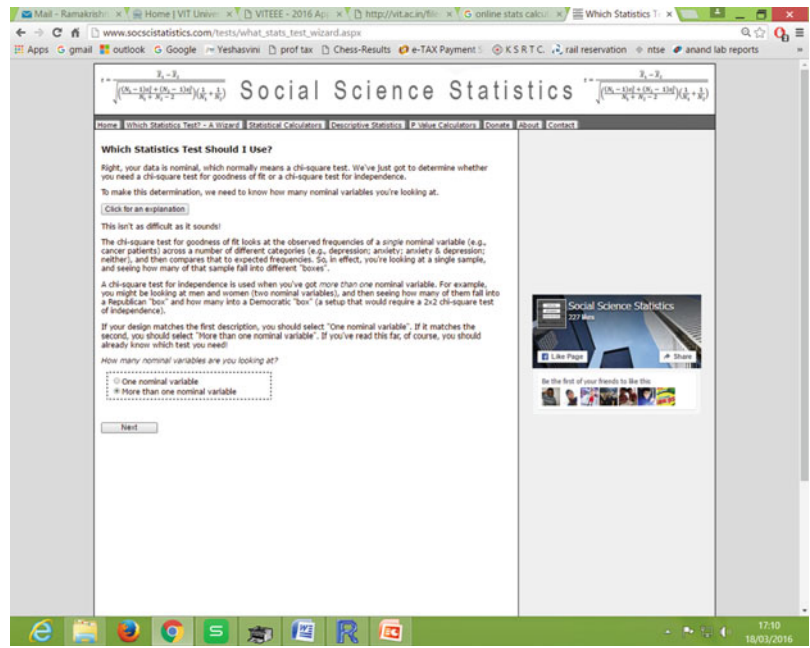 Mail - Ramakrishn
Home | VIT Univer
VITEEE - 2016 Ap
http://vit.ac.in/file
online stats calcul
Which Statistics T
www.socscistatistics.com/tests/what_stats_test_wizard.aspx
Apps gmail outlook Google Yeshasvini prof tax Chess-Results e-TAX Payment S K S R T C. rail reservation ntse anand lab reports
Social Science Statistics
Home Which Statistics Test? - A Wizard Statistical Calculators Descriptive Statistics P Value Calculators Donate About Contact
Which Statistics Test Should I Use?
Right, your data is nominal, which normally means a chi-square test. We've just got to determine whether
you need a chi-square test for goodness of fit or a chi-square test for independence.
To make this determination, we need to know how many nominal variables you're looking at.
Click for an explanation
This isn't as difficult as it sounds!
The chi-square test for goodness of fit looks at the observed frequencies of a single nominal variable (e.g.,
cancer patients) across a number of different categories (e.g., depression; anxiety; anxiety & depression;
neither), and then compares that to expected frequencies. So, in effect, you're looking at a single sample,
and seeing how many of that sample fall into different "boxes".
A chi-square test for independence is used when you've got more than one nominal variable. For example,
you might be looking at men and women (two nominal variables), and then seeing how many of them fall into
a Republican "box" and how many into a Democratic "box" (a setup that would require a 2x2 chi-square test
of independence).
If your design matches the first description, you should select "One nominal variable". If it matches the
second, you should select "More than one nominal variable". If you've read this far, of course, you should
already know which test you need!
How many nominal variables are you looking at?
One nominal variable
More than one nominal variable
Next
Social Science Statistics
227 likes
Like Page
Share
Be the first of your friends to like this
17:10
18/03/2016